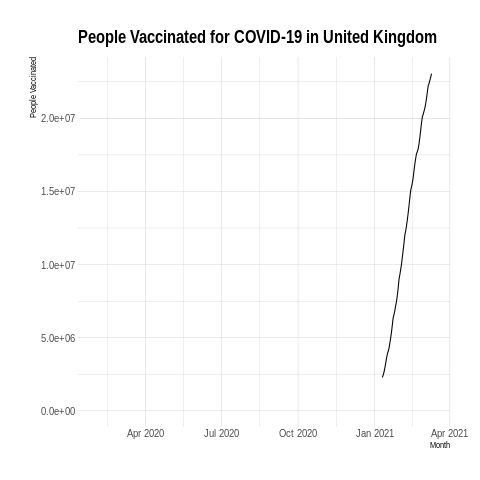 People Vaccinated for COVID-19 in United Kingdom
People Vaccinated
2.0e+07
1.5e+07
1.0e+07
5.0e+06
0.0e+00
Apr 2020 Jul 2020 Oct 2020 Jan 2021 Apr 2021
Month